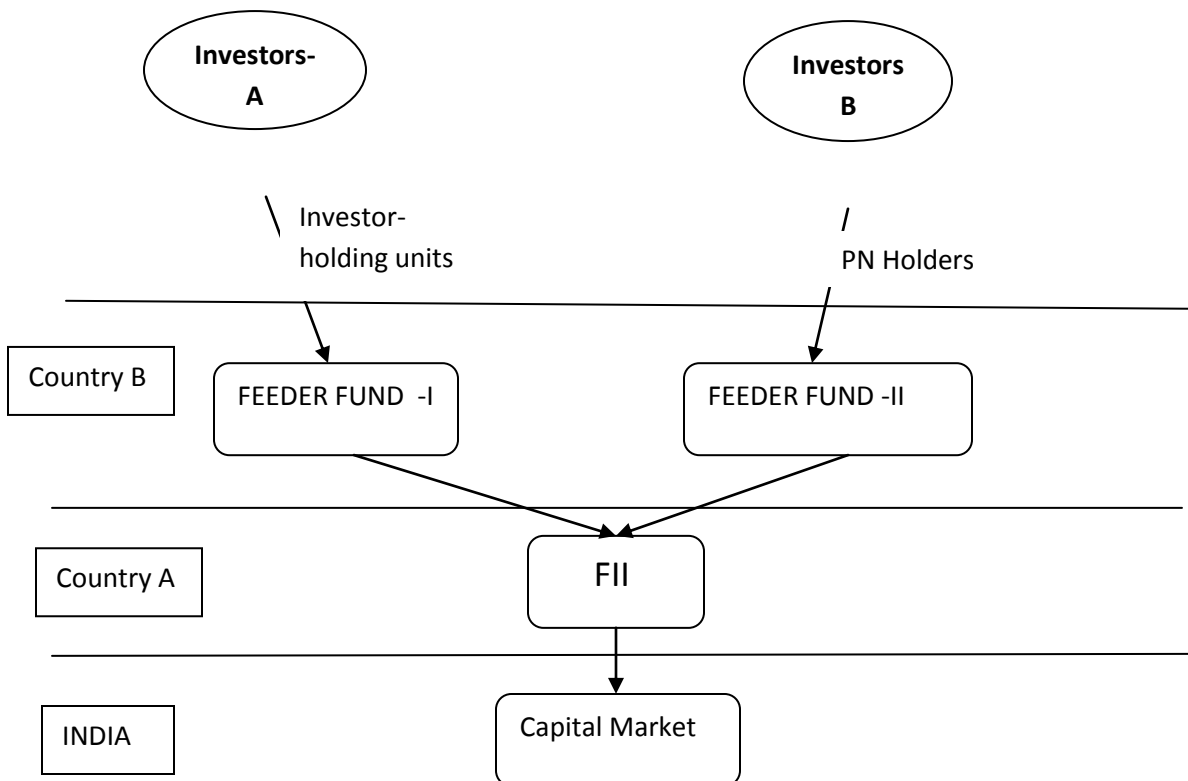 Investors-
A
Investors
B
Investor-
holding units
PN Holders
Country B
FEEDER FUND -I
FEEDER FUND -II
Country A
FII
INDIA
Capital Market